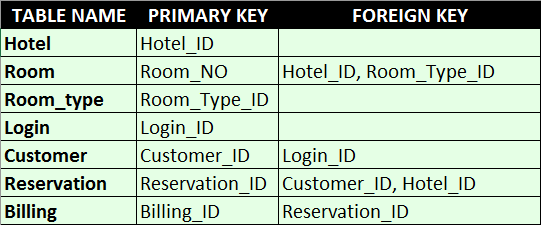 TABLE NAME PRIMARY KEY FOREIGN KEY
Hotel Hotel_ID
Room Room_NO Hotel_ID, Room_Type_ID
Room_type Room_Type_ID
Login Login_ID
Customer Customer_ID Login_ID
Reservation Reservation_ID Customer_ID, Hotel_ID
Billing Billing_ID Reservation_ID